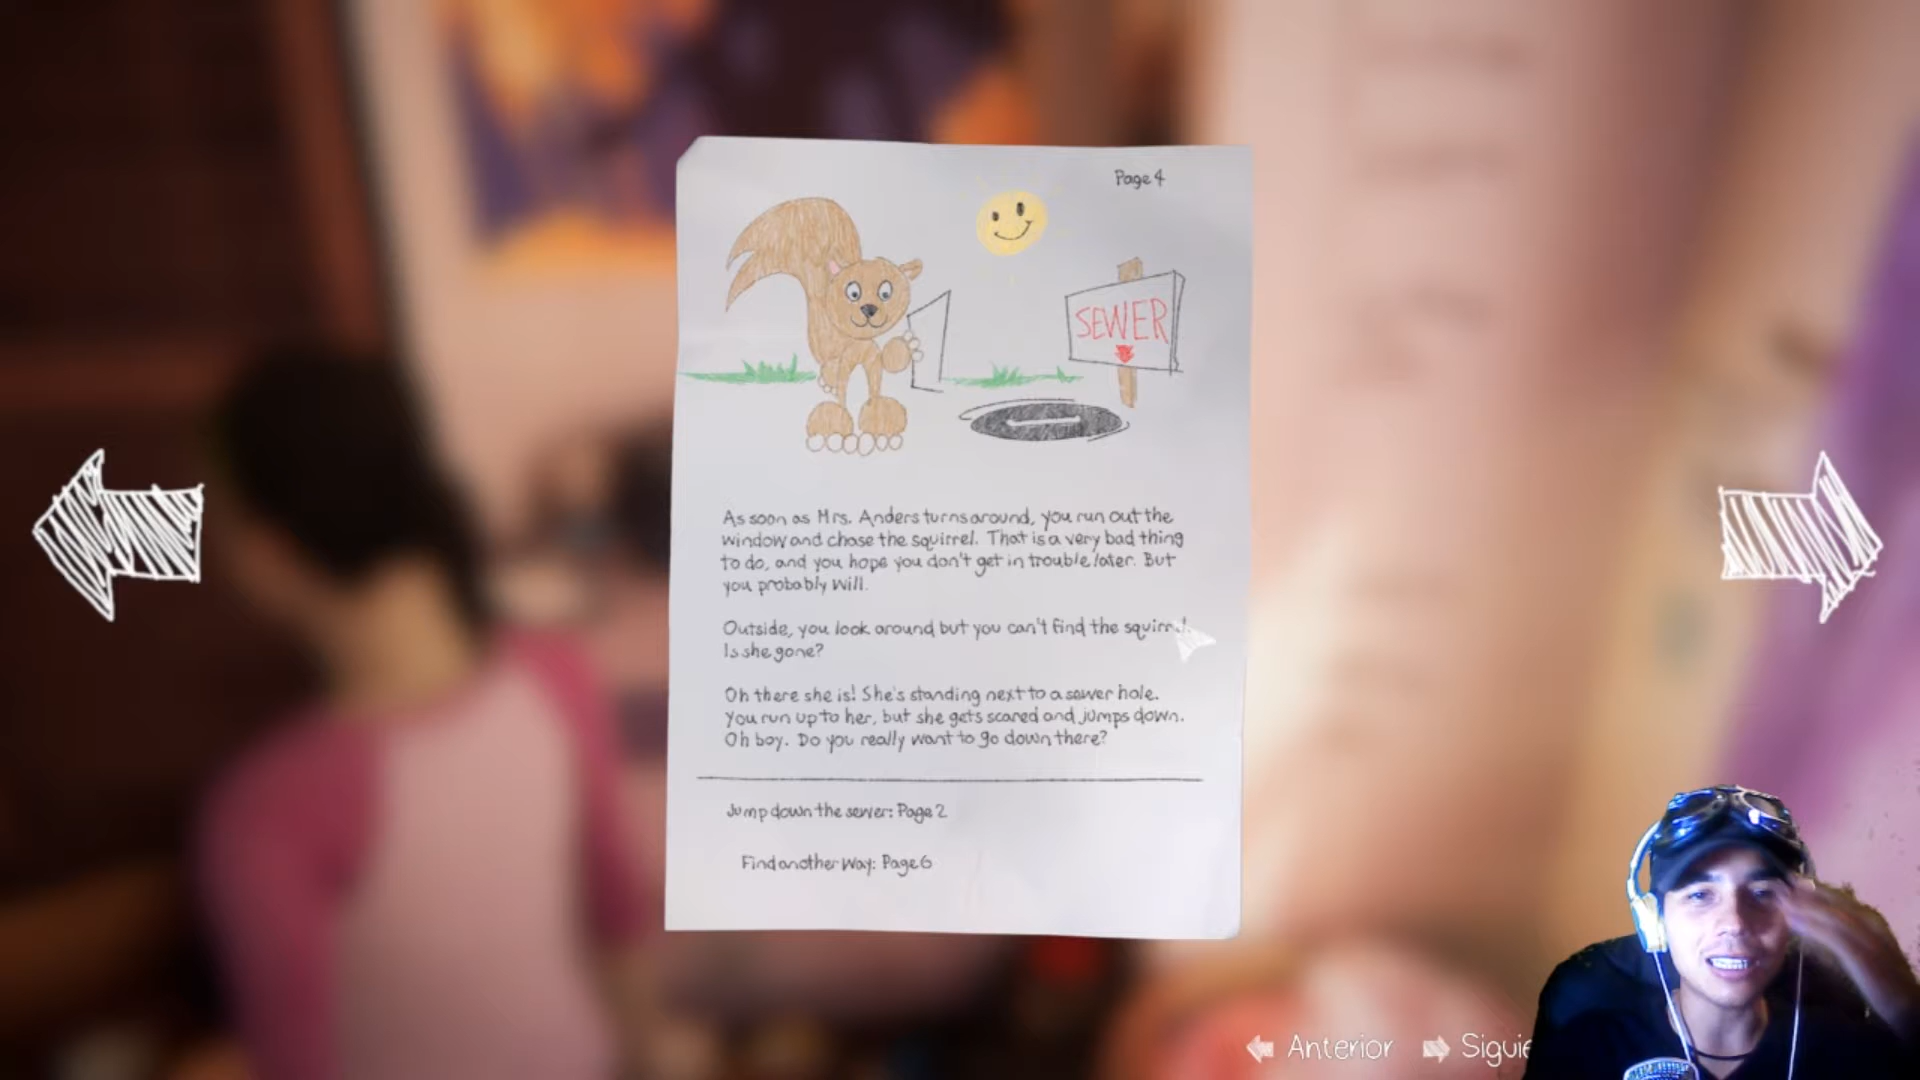 Page 4
SEWER
As soon as Mrs. Anders turns around, you run out the
window and chase the squirrel. That is a very bad thing
to do, and you hope you don't get in trouble later. But
you probably will.
Outside, you look around but you can't find the squirrel.
Is she gone?
Oh there she is! She's standing next to a sewer hole.
You run up to her, but she gets scared and jumps down.
Oh boy. Do you really want to go down there?
Jump down the sewer: Page 2
Find another way: Page 6
Anterior
Siguie